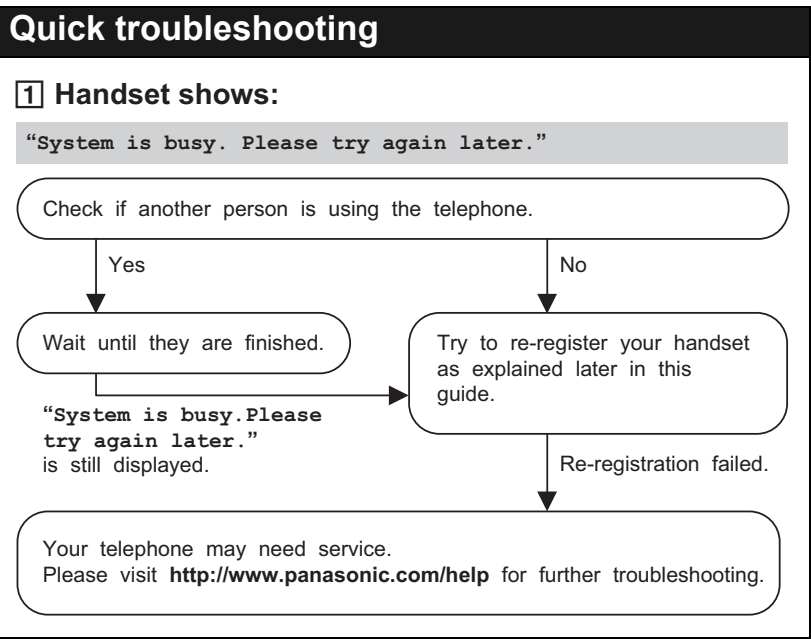 Quick troubleshooting
1 Handset shows:
“System is busy. Please try again later.”
Check if another person is using the telephone.
Yes
No
Wait until they are finished.
Try to re-register your handset
as explained later in this
guide.
“System is busy.Please
try again later.”
is still displayed.
Re-registration failed.
Your telephone may need service.
Please visit http://www.panasonic.com/help for further troubleshooting.